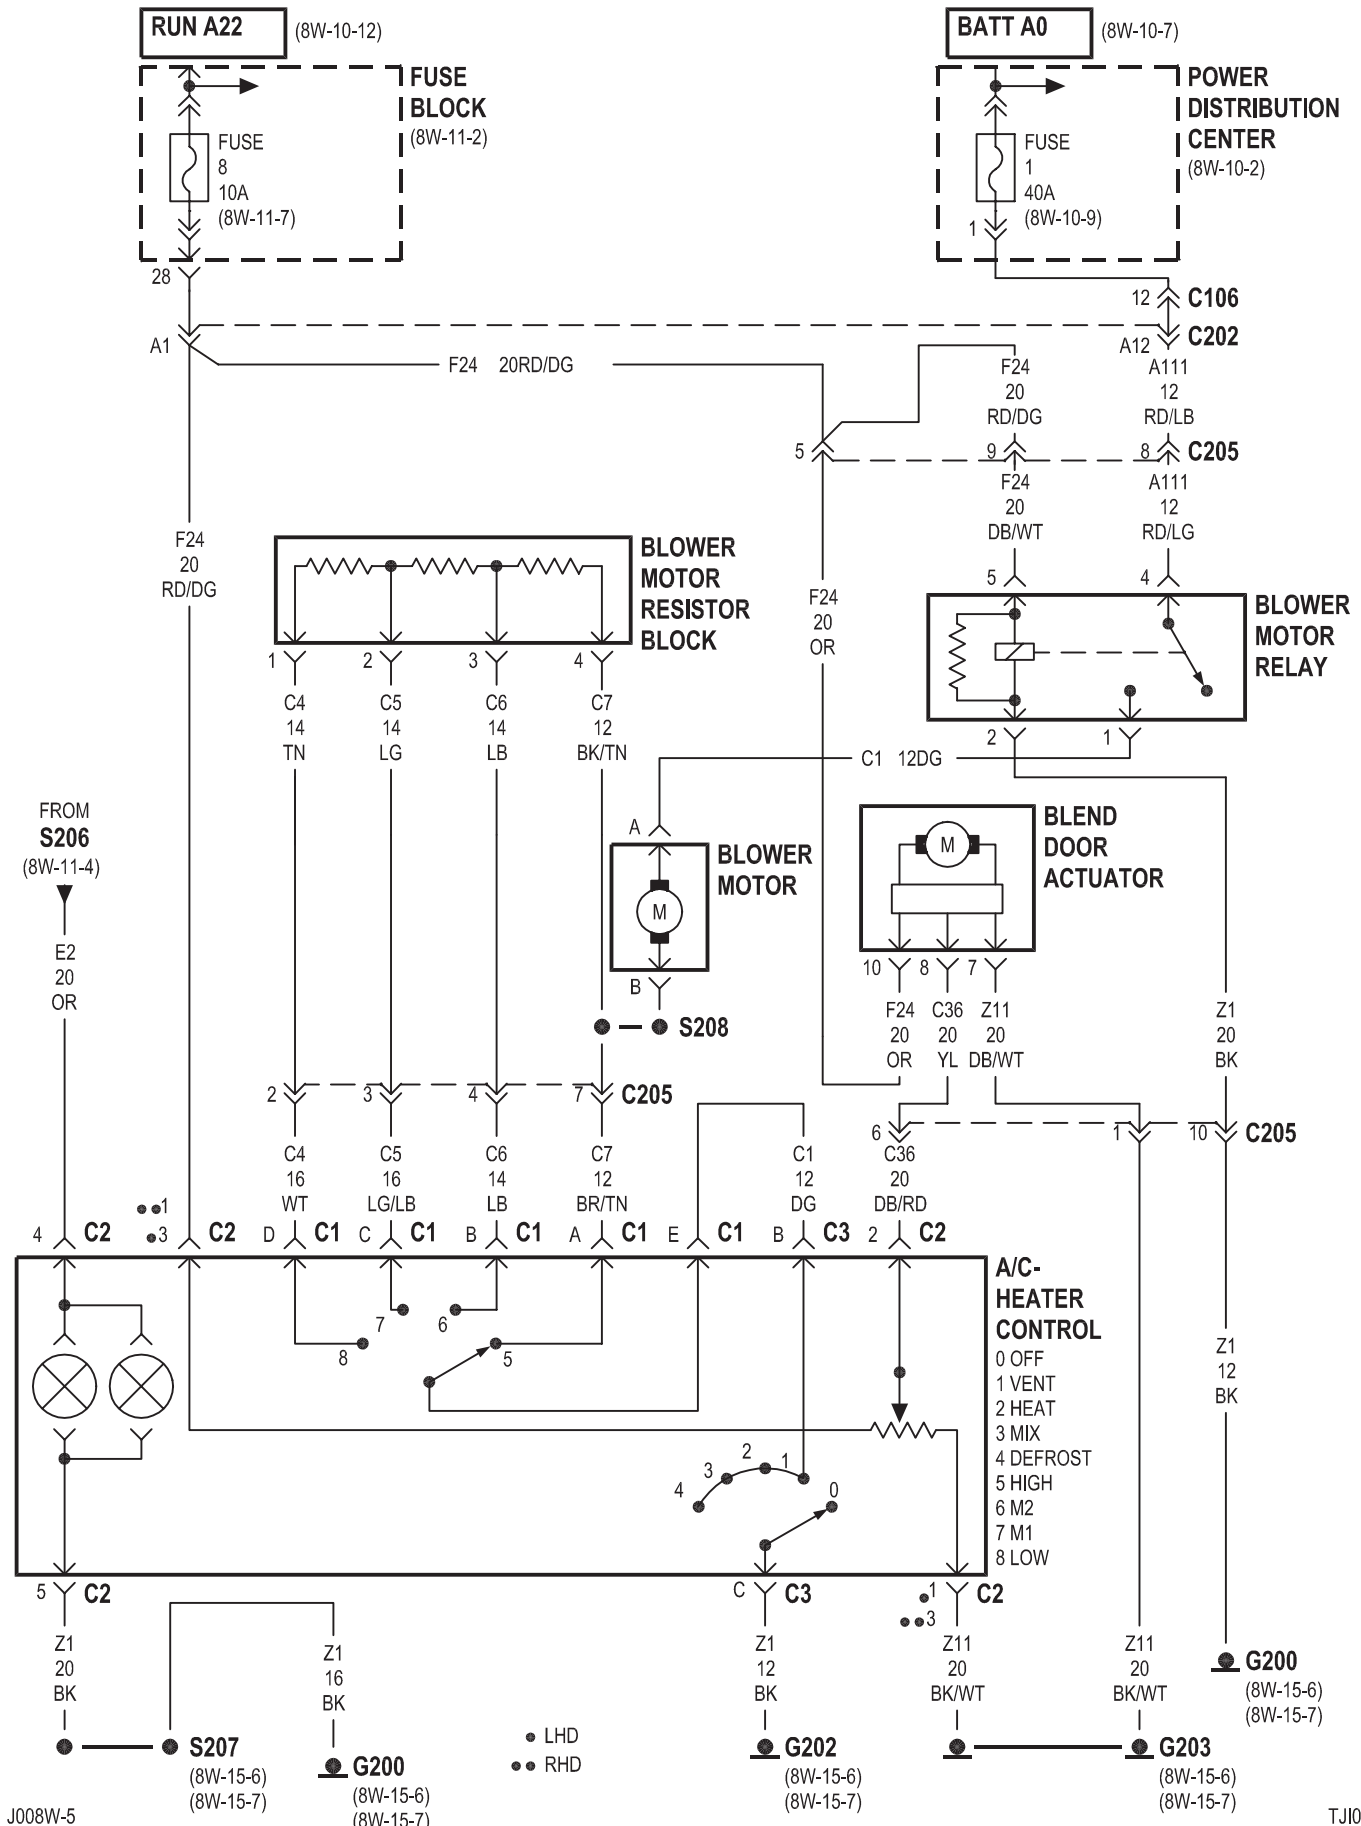 RUN A22
(8W-10-12)
BATT A0
(8W-10-7)
FUSE
BLOCK
(8W-11-2)
FUSE
8
10A
(8W-11-7)
28
POWER
DISTRIBUTION
CENTER
(8W-10-2)
FUSE
1
40A
(8W-10-9)
1
12
C106
A1
A12
C202
F24 20RD/DG
F24
20
RD/DG
A111
12
RD/LB
5
9
8
C205
F24
20
DB/WT
A111
12
RD/LG
F24
20
RD/DG
BLOWER
MOTOR
RESISTOR
BLOCK
F24
20
OR
5
4
BLOWER
MOTOR
RELAY
1
2
3
4
C4
14
TN
C5
14
LG
C6
14
LB
C7
12
BK/TN
2
1
C1 12DG
FROM
S206
(8W-11-4)
E2
20
OR
A
BLOWER
MOTOR
M
B
S208
BLEND
DOOR
ACTUATOR
M
10
8
7
F24
20
OR
C36
20
YL
Z11
20
DB/WT
Z1
20
BK
2
3
4
7
C205
6
1
10
C205
C4
16
WT
C5
16
LG/LB
C6
14
LB
C7
12
BR/TN
C1
12
DG
C36
20
DB/RD
4
C2
1
3
C2
D
C1
C
C1
B
C1
A
C1
E
C1
B
C3
2
C2
A/C-
HEATER
CONTROL
0 OFF
1 VENT
2 HEAT
3 MIX
4 DEFROST
5 HIGH
6 M2
7 M1
8 LOW
7
6
8
5
4
3
2
1
0
Z1
12
BK
5
C2
C
C3
1
3
C2
Z1
20
BK
Z1
16
BK
Z1
12
BK
Z11
20
BK/WT
Z11
20
BK/WT
G200
(8W-15-6)
(8W-15-7)
S207
(8W-15-6)
(8W-15-7)
G200
(8W-15-6)
(8W-15-7)
LHD
RHD
G202
(8W-15-6)
(8W-15-7)
G203
(8W-15-6)
(8W-15-7)
J008W-5
TJI0